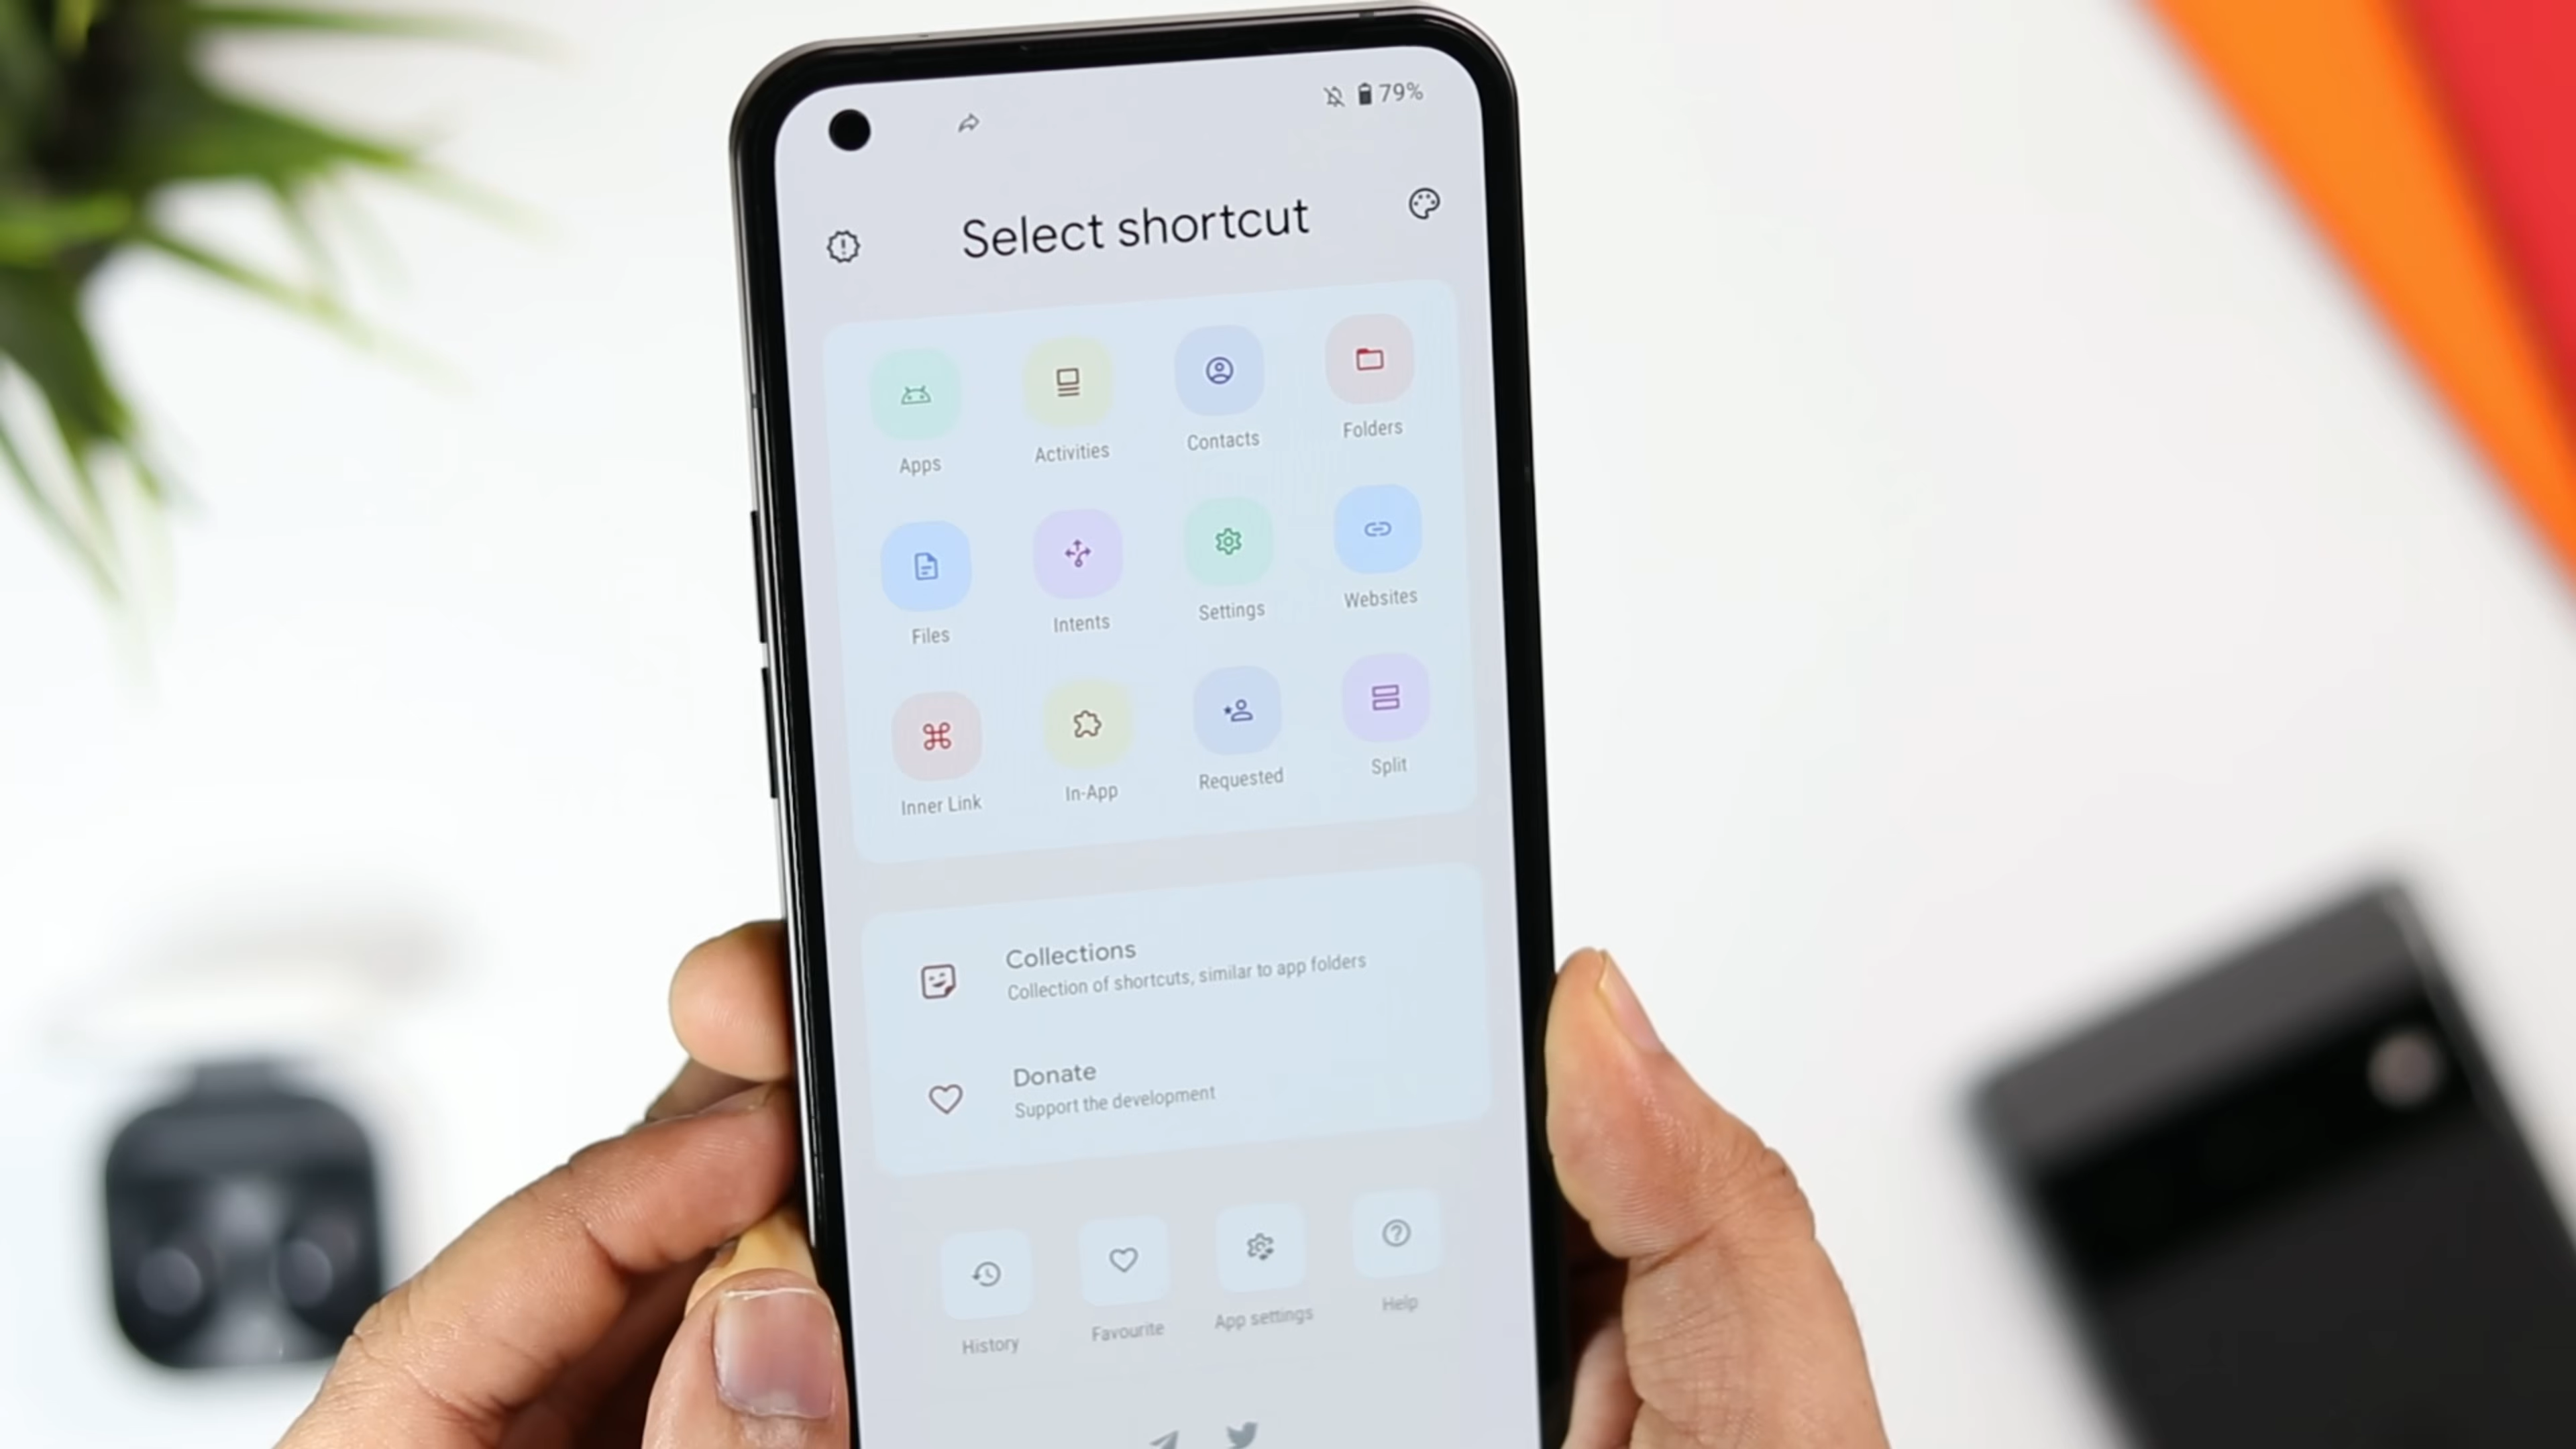 79%
Select shortcut
Apps Activities Contacts Folders
Files Intents Settings Websites
Inner Link In-App Requested Split
Collections
Collection of shortcuts, similar to app folders
Donate
Support the development
History Favourite App settings Help